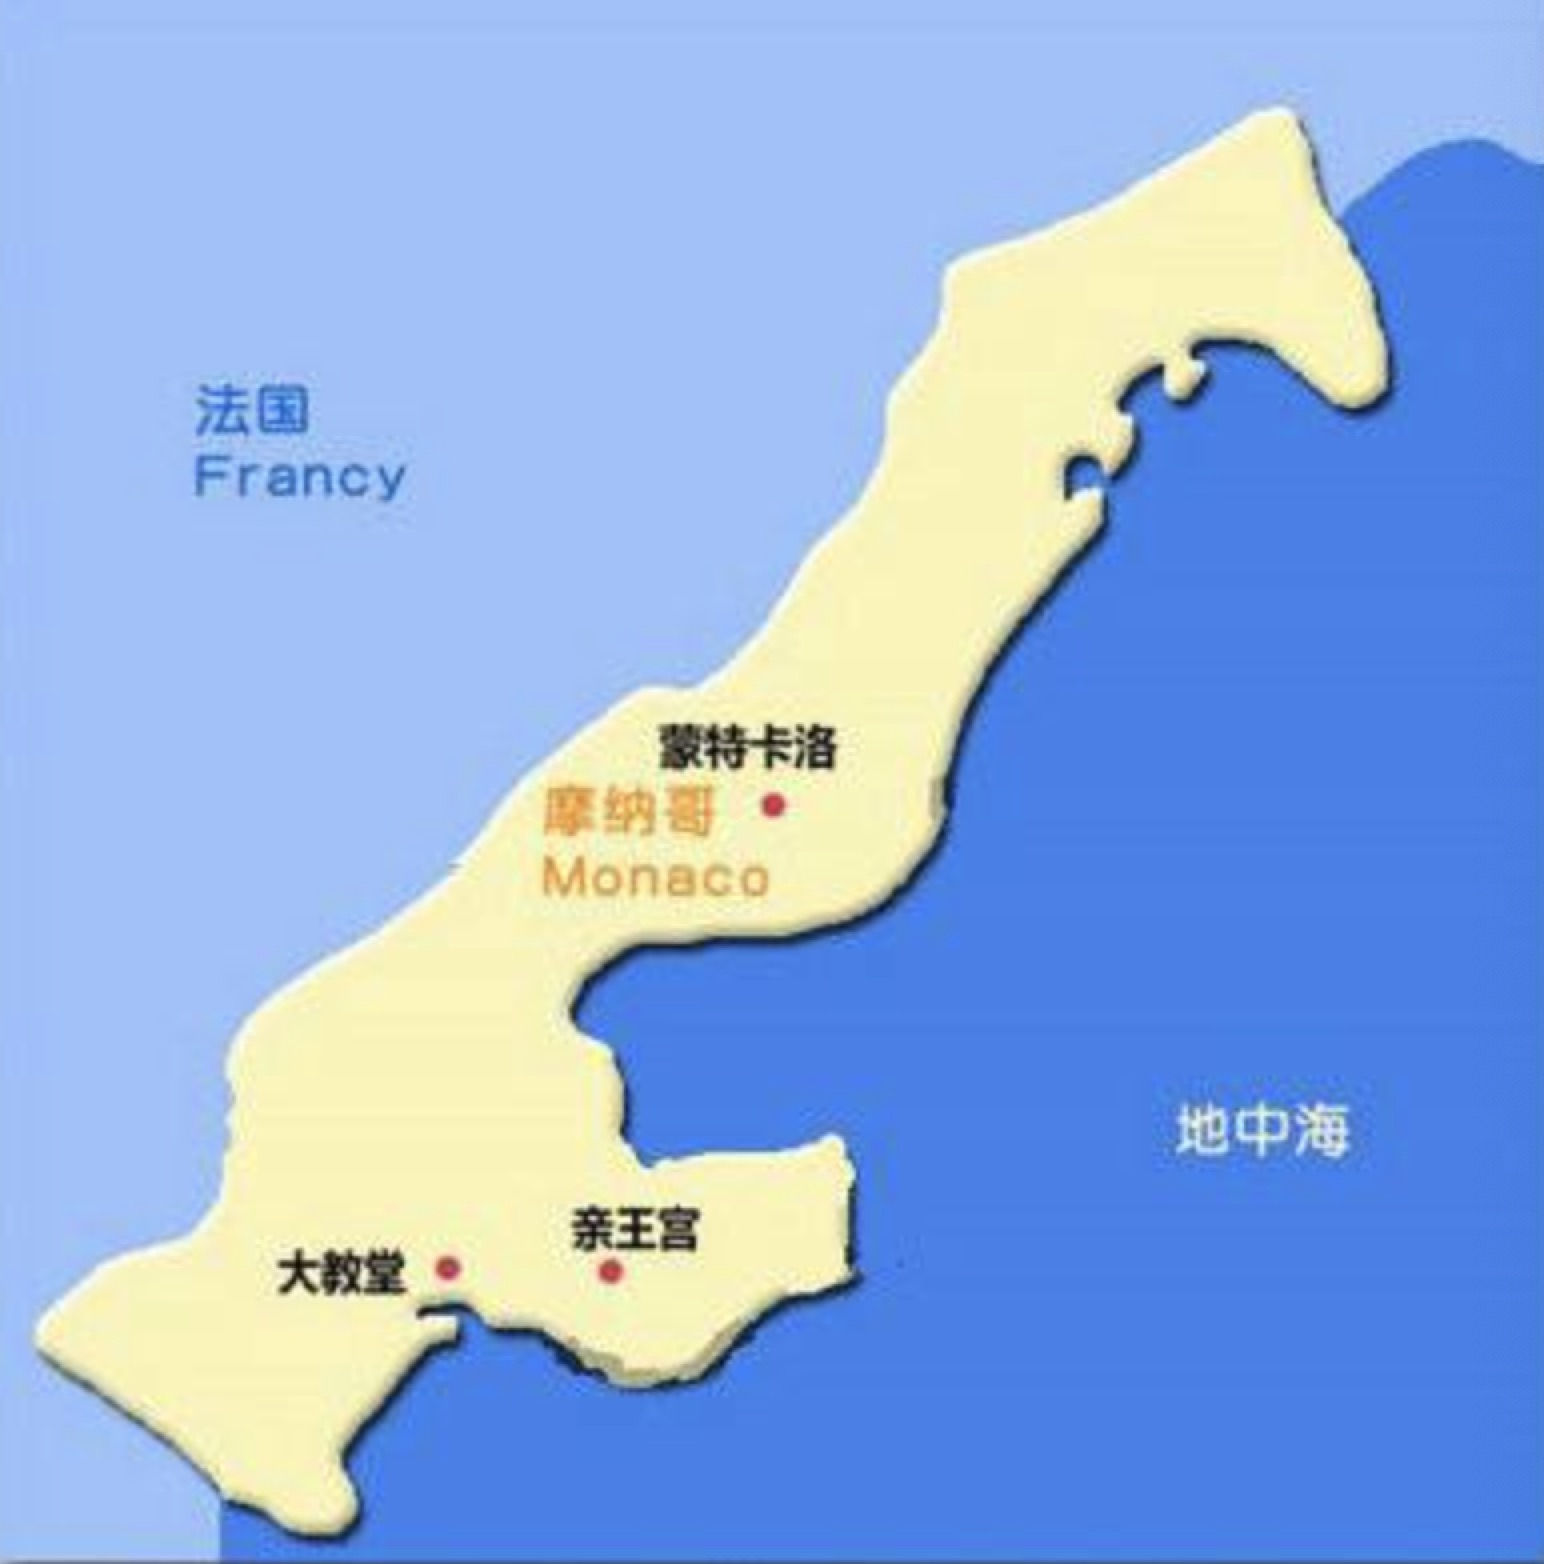 法国
Francy
蒙特卡洛
摩纳哥
Monaco
地中海
亲王宫
大教堂